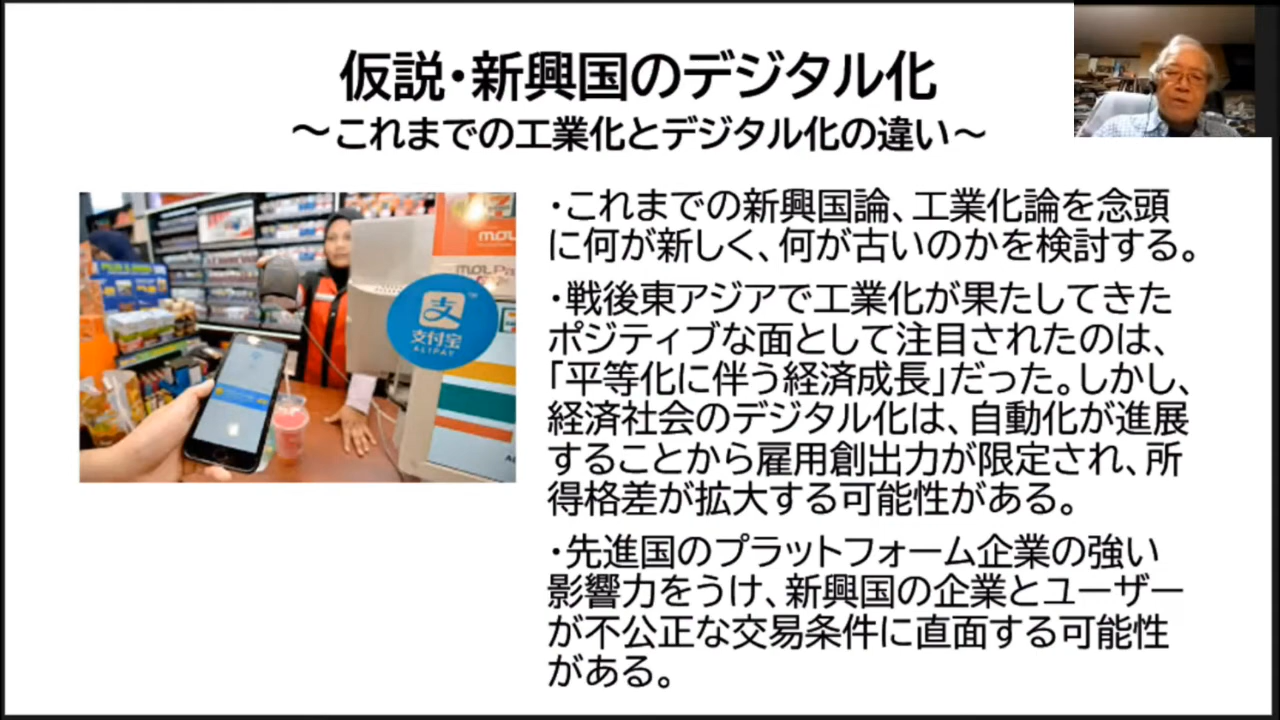 仮説・新興国のデジタル化
～これまでの工業化とデジタル化の違い～
・これまでの新興国論、工業化論を念頭
に何が新しく、何が古いのかを検討する。
・戦後東アジアで工業化が果たしてきた
ポジティブな面として注目されたのは、
「平等化に伴う経済成長」だった。しかし、
経済社会のデジタル化は、自動化が進展
することから雇用創出力が限定され、所
得格差が拡大する可能性がある。
・先進国のプラットフォーム企業の強い
影響力をうけ、新興国の企業とユーザー
が不公正な交易条件に直面する可能性
がある。
支
支付宝
ALIPAY